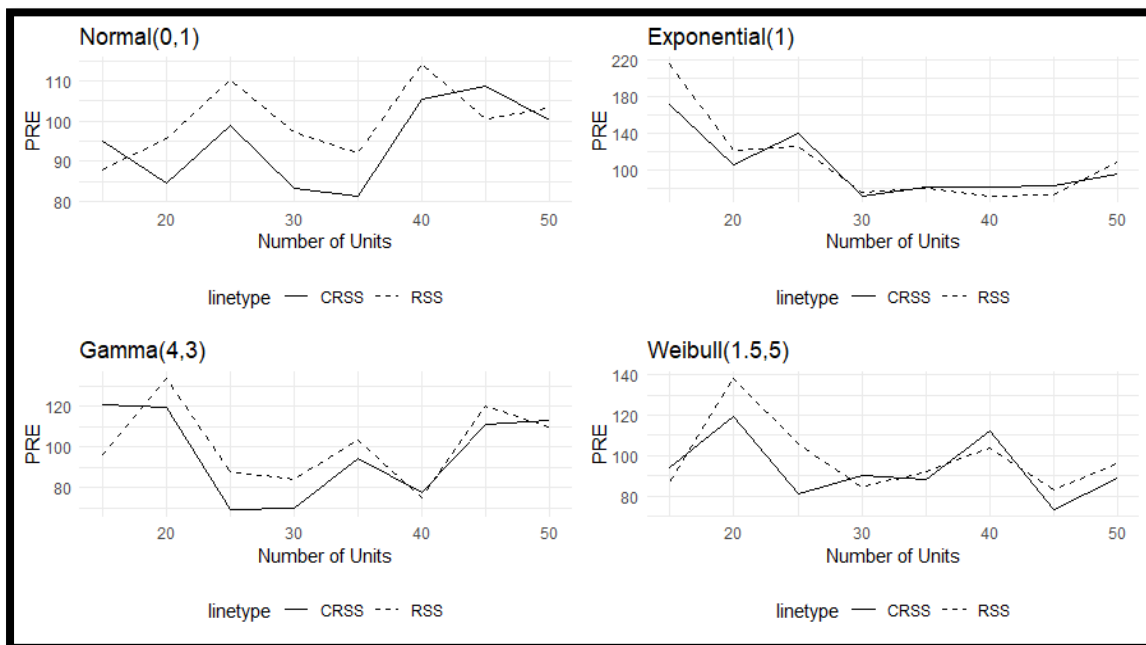 Normal(0,1)
PRE
110
100
90
80
20 30 40 50
Number of Units
linetype CRSS RSS
Exponential(1)
PRE
220
180
140
100
20 30 40 50
Number of Units
linetype CRSS RSS
Gamma(4,3)
PRE
120
100
80
20 30 40 50
Number of Units
linetype CRSS RSS
Weibull(1.5,5)
PRE
140
120
100
80
20 30 40 50
Number of Units
linetype CRSS RSS